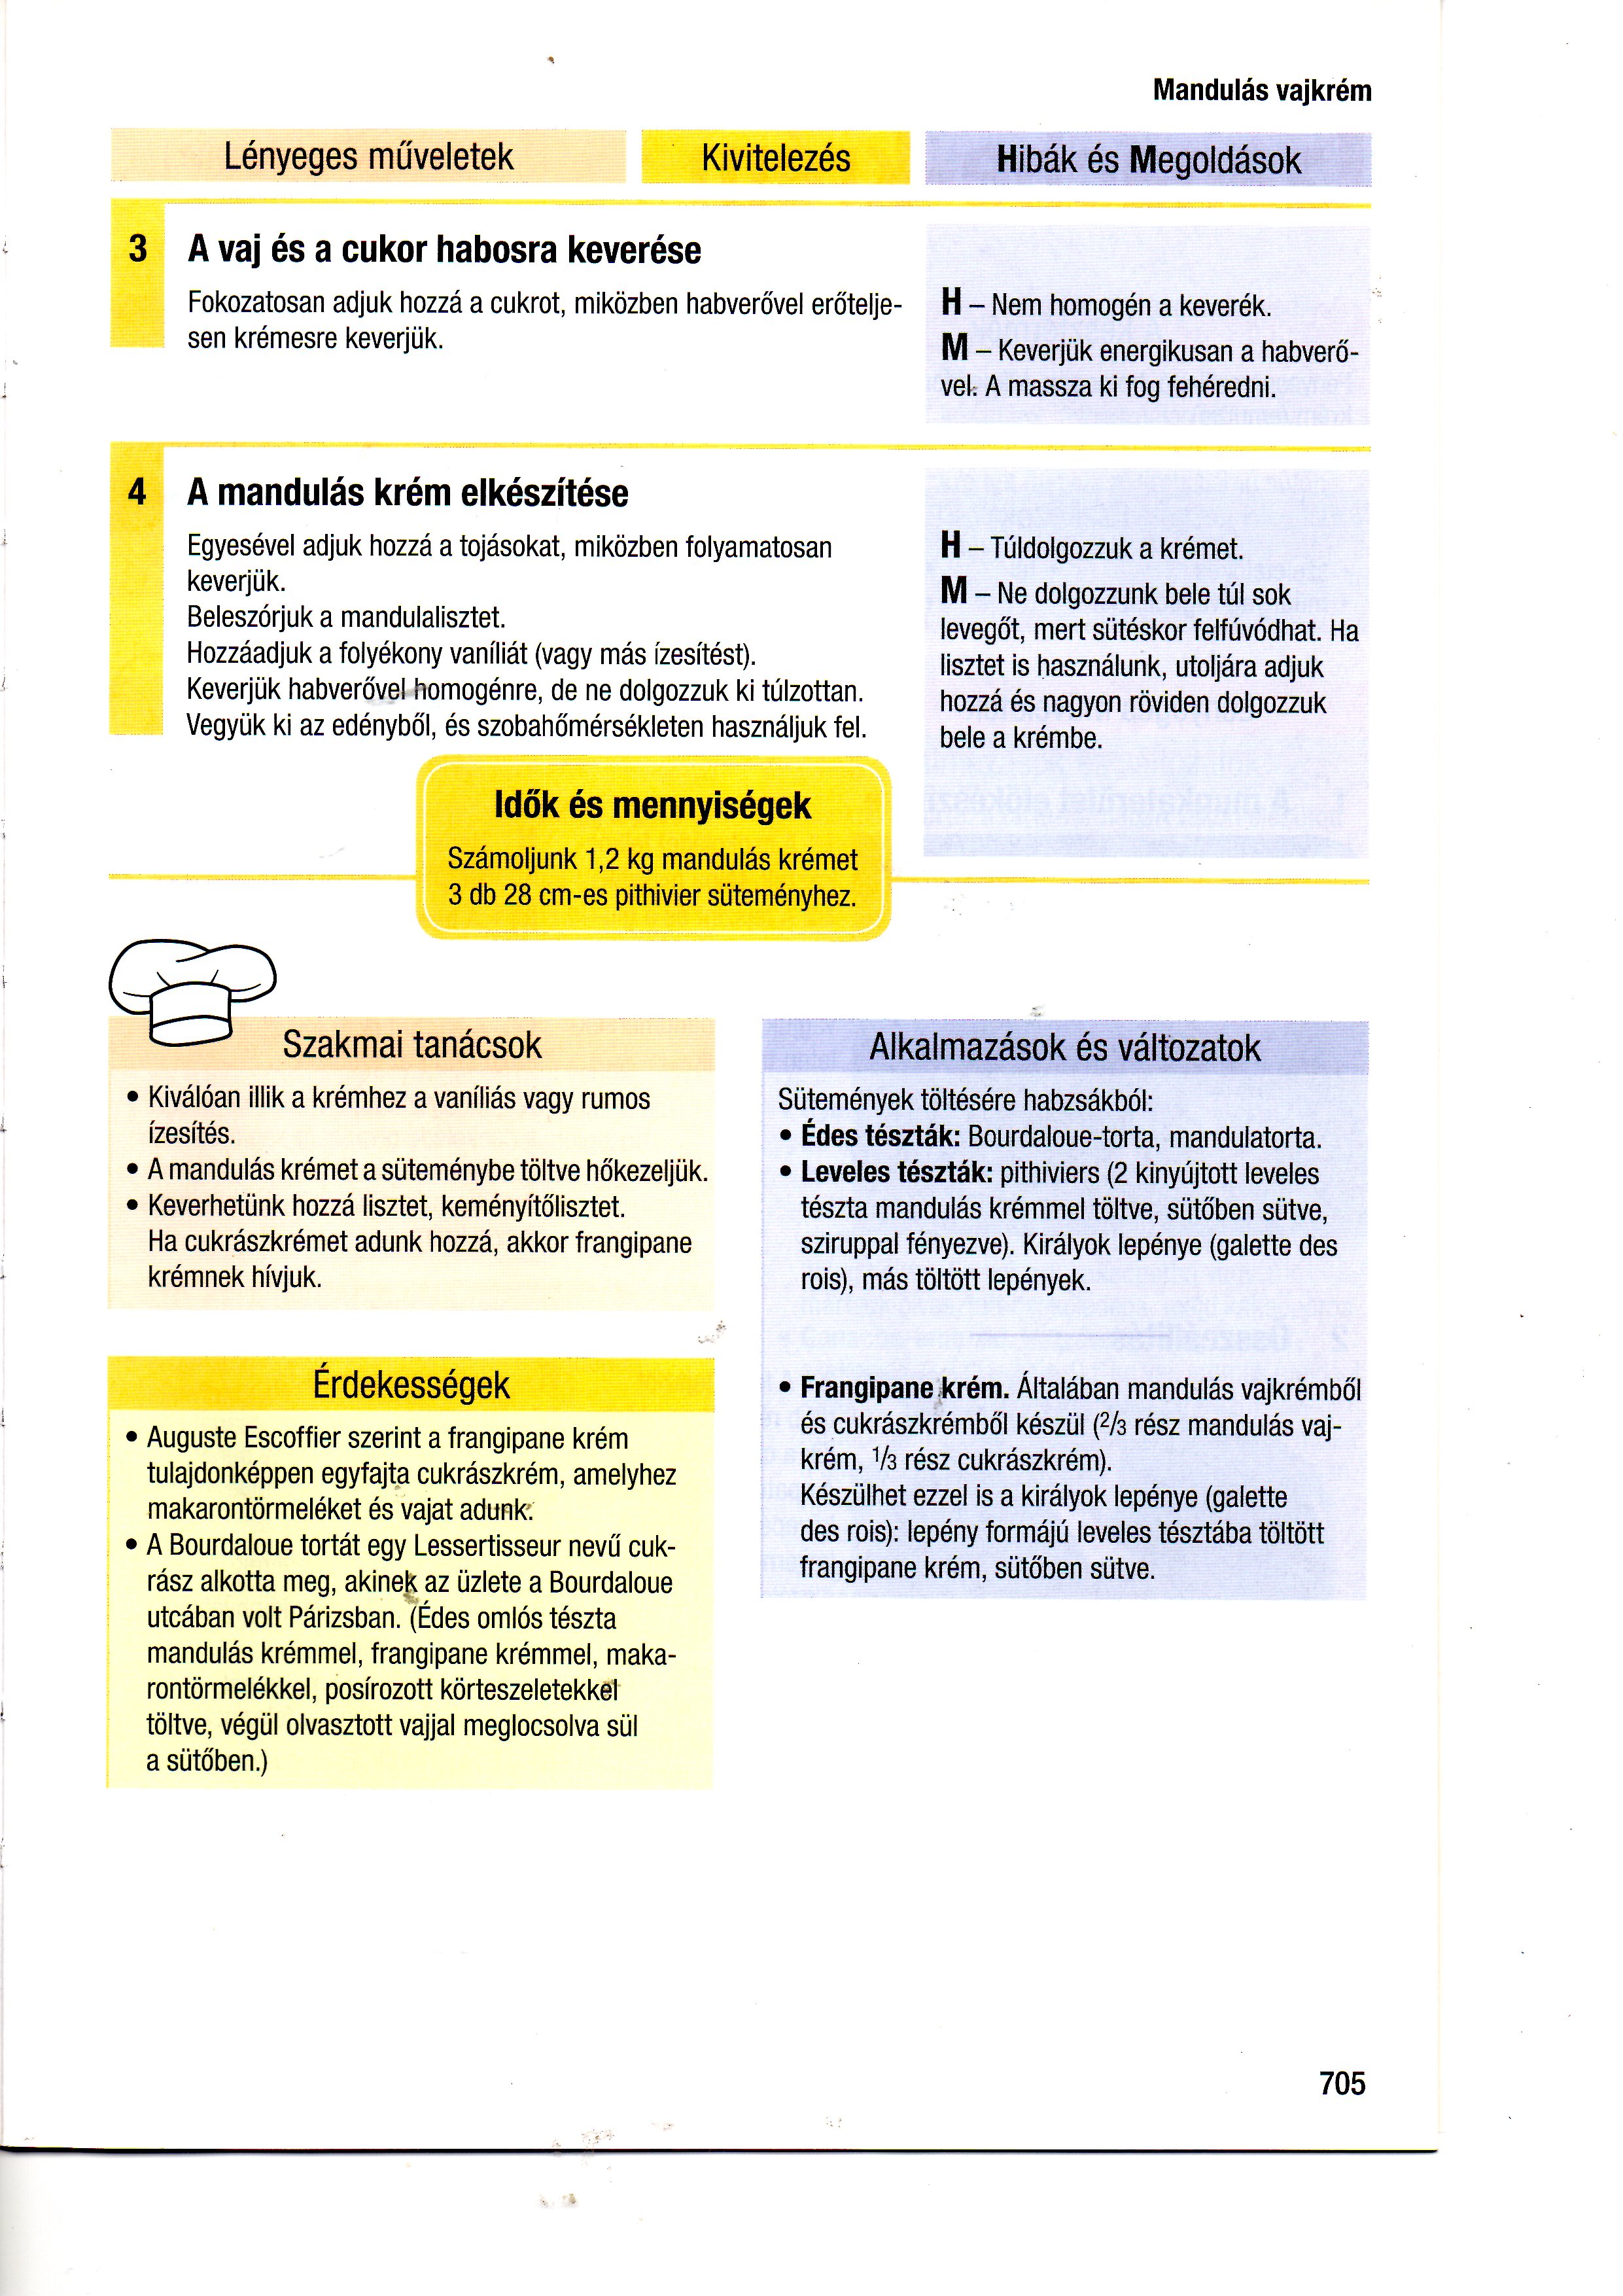 Mandulás vajkrém
Lényeges műveletek
Kivitelezés
Hibák és Megoldások
3 A vaj és a cukor habosra keverése
Fokozatosan adjuk hozzá a cukrot, miközben habverővel erőtelje-
sen krémesre keverjük.
H – Nem homogén a keverék.
M – Keverjük energikusan a habverő-
vel. A massza ki fog fehéredni.
4 A mandulás krém elkészítése
Egyesével adjuk hozzá a tojásokat, miközben folyamatosan
keverjük.
Beleszórjuk a mandulalisztet.
Hozzáadjuk a folyékony vaníliát (vagy más ízesítést).
Keverjük habverővel homogénre, de ne dolgozzuk ki túlzottan.
Vegyük ki az edényből, és szobahőmérsékleten használjuk fel.
H – Túldolgozzuk a krémet.
M – Ne dolgozzunk bele túl sok
levegőt, mert sütéskor felfúvódhat. Ha
lisztet is használunk, utoljára adjuk
hozzá és nagyon röviden dolgozzuk
bele a krémbe.
Idők és mennyiségek
Számoljunk 1,2 kg mandulás krémet
3 db 28 cm-es pithivier süteményhez.
Szakmai tanácsok
• Kiválóan illik a krémhez a vaníliás vagy rumos
ízesítés.
• A mandulás krémet a süteménybe töltve hőkezeljük.
• Keverhetünk hozzá lisztet, keményítőlisztet.
Ha cukrászkrémet adunk hozzá, akkor frangipane
krémnek hívjuk.
Érdekességek
• Auguste Escoffier szerint a frangipane krém
tulajdonképpen egyfajta cukrászkrém, amelyhez
makarontörmeléket és vajat adunk.
• A Bourdaloue tortát egy Lessertisseur nevű cuk-
rász alkotta meg, akinek az üzlete a Bourdaloue
utcában volt Párizsban. (Édes omlós tészta
mandulás krémmel, frangipane krémmel, maka-
rontörmelékkel, posírozott körteszeletekkel
töltve, végül olvasztott vajjal meglocsolva sül
a sütőben.)
Alkalmazások és változatok
Sütemények töltésére habzsákból:
• Édes tészták: Bourdaloue-torta, mandulatorta.
• Leveles tészták: pithiviers (2 kinyújtott leveles
tészta mandulás krémmel töltve, sütőben sütve,
sziruppal fényezve). Királyok lepénye (galette des
rois), más töltött lepények.
• Frangipane krém. Általában mandulás vajkrémből
és cukrászkrémből készül (2/3 rész mandulás vaj-
krém, 1/3 rész cukrászkrém).
Készülhet ezzel is a királyok lepénye (galette
des rois): lepény formájú leveles tésztába töltött
frangipane krém, sütőben sütve.
705